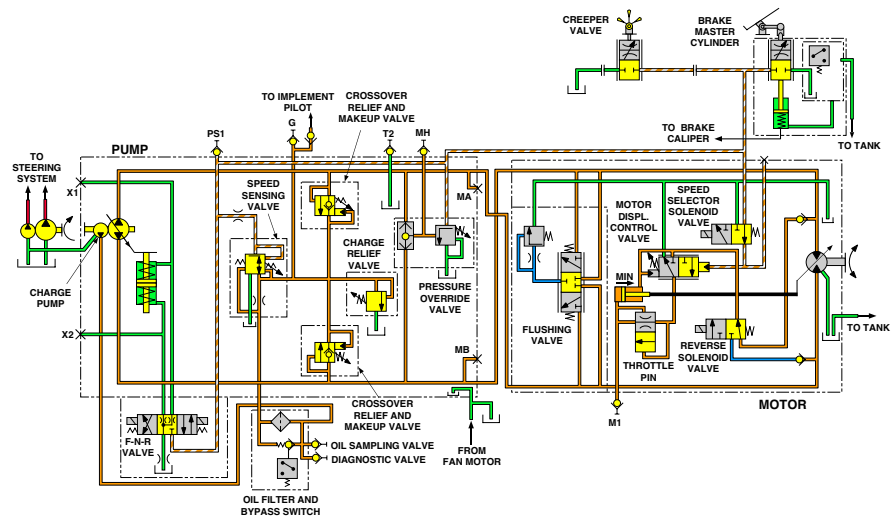 CREEPER
VALVE
BRAKE
MASTER
CYLINDER
TO IMPLEMENT
PILOT
CROSSOVER
RELIEF AND
MAKEUP VALVE
PS1
G
T2
MH
TO BRAKE
CALIPER
TO TANK
PUMP
TO
STEERING
SYSTEM
X1
MA
SPEED
SENSING
VALVE
MOTOR
DISPL.
CONTROL
VALVE
SPEED
SELECTOR
SOLENOID
VALVE
CHARGE
RELIEF
VALVE
MIN
CHARGE
PUMP
PRESSURE
OVERRIDE
VALVE
X2
FLUSHING
VALVE
TO TANK
MB
THROTTLE
PIN
REVERSE
SOLENOID
VALVE
CROSSOVER
RELIEF AND
MAKEUP VALVE
MOTOR
M1
F-N-R
VALVE
OIL SAMPLING VALVE
DIAGNOSTIC VALVE
FROM
FAN MOTOR
OIL FILTER AND
BYPASS SWITCH